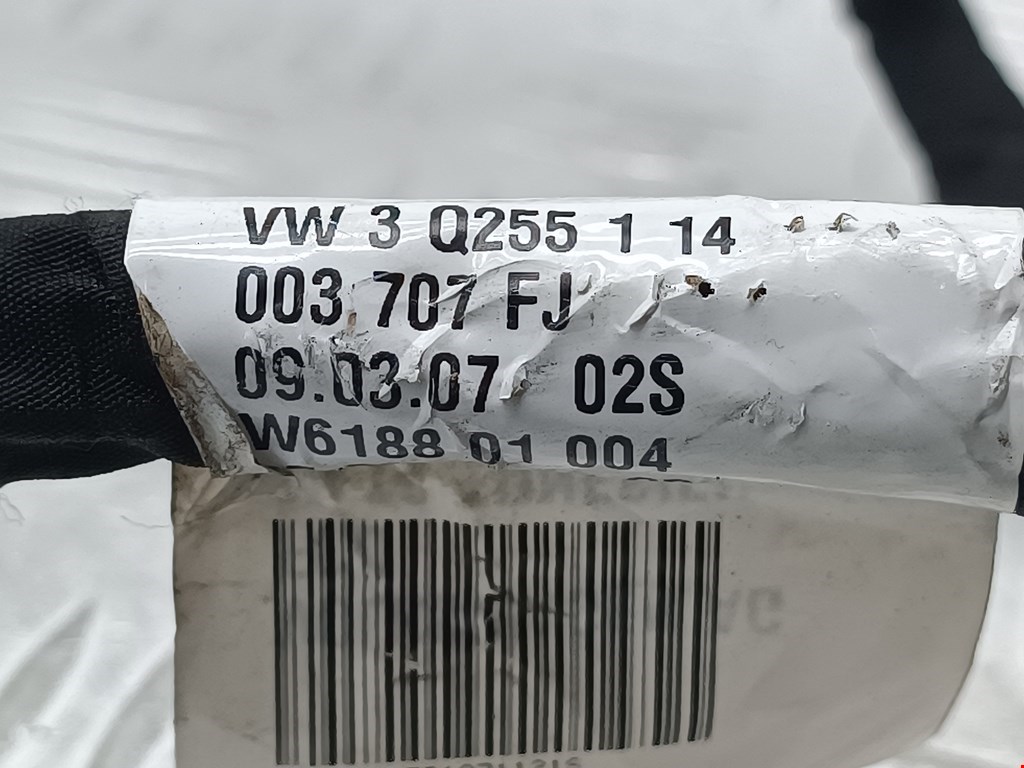 VW 3 Q255 1 14
003 707 FJ
09.03.07 02S
W6188 01 004